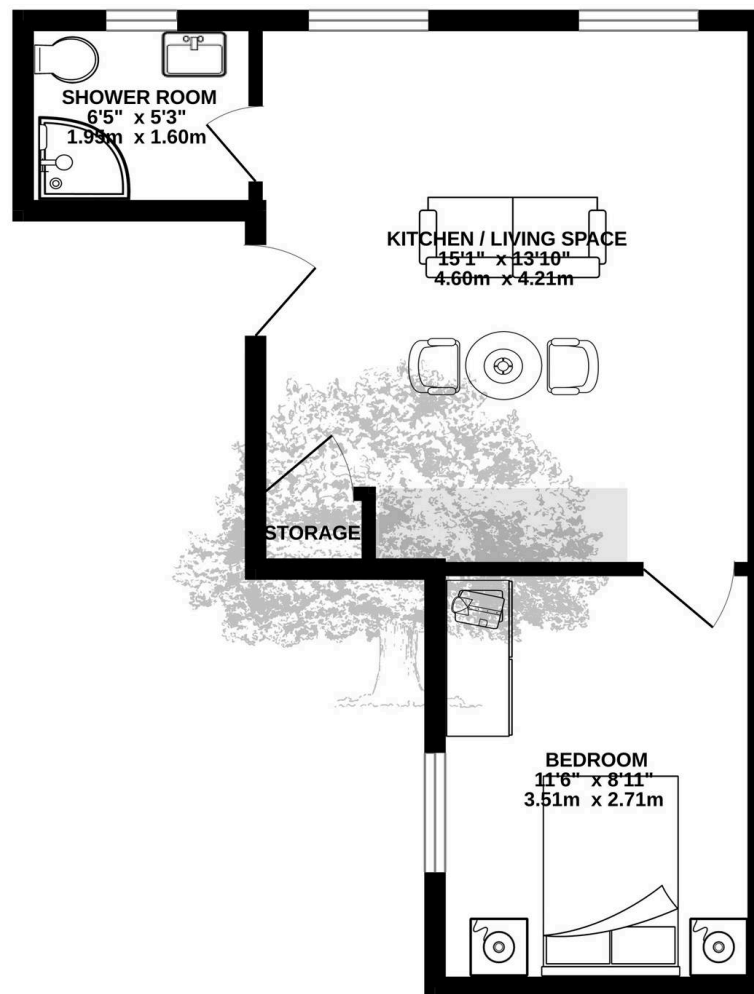 SHOWER ROOM
6'5" x 5'3"
1.95m x 1.60m
KITCHEN / LIVING SPACE
15'1" x 13'10"
4.60m x 4.21m
STORAGE
BEDROOM
11'6" x 8'11"
3.51m x 2.71m